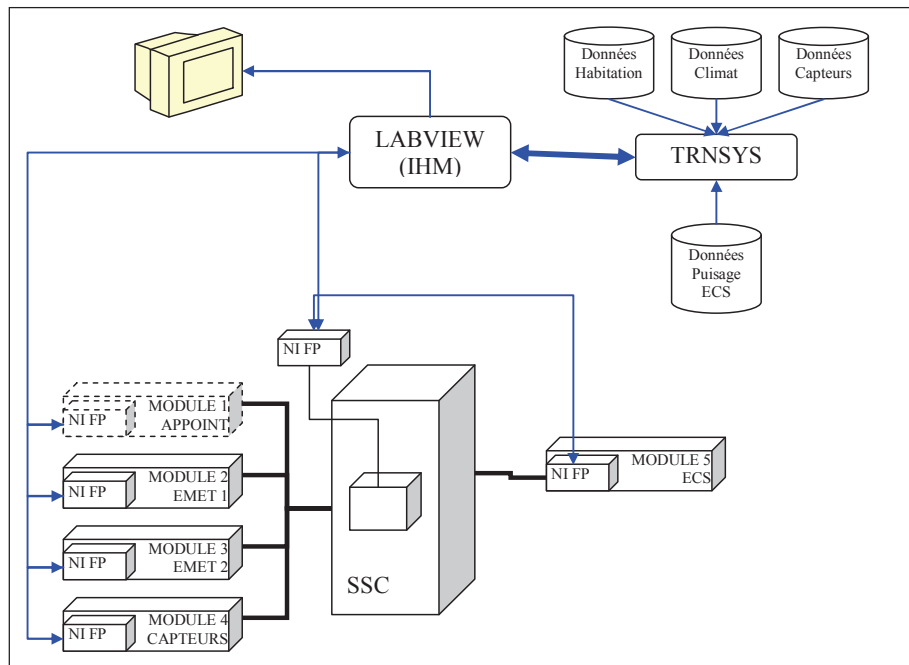 Données
Habitation
Données
Climat
Données
Capteurs
LABVIEW
(IHM)
TRNSYS
Données
Puisage
ECS
NI FP
MODULE 1
NI FP
APPOINT
MODULE 2
NI FP
EMET 1
MODULE 3
NI FP
EMET 2
MODULE 4
NI FP
CAPTEURS
SSC
MODULE 5
NI FP
ECS